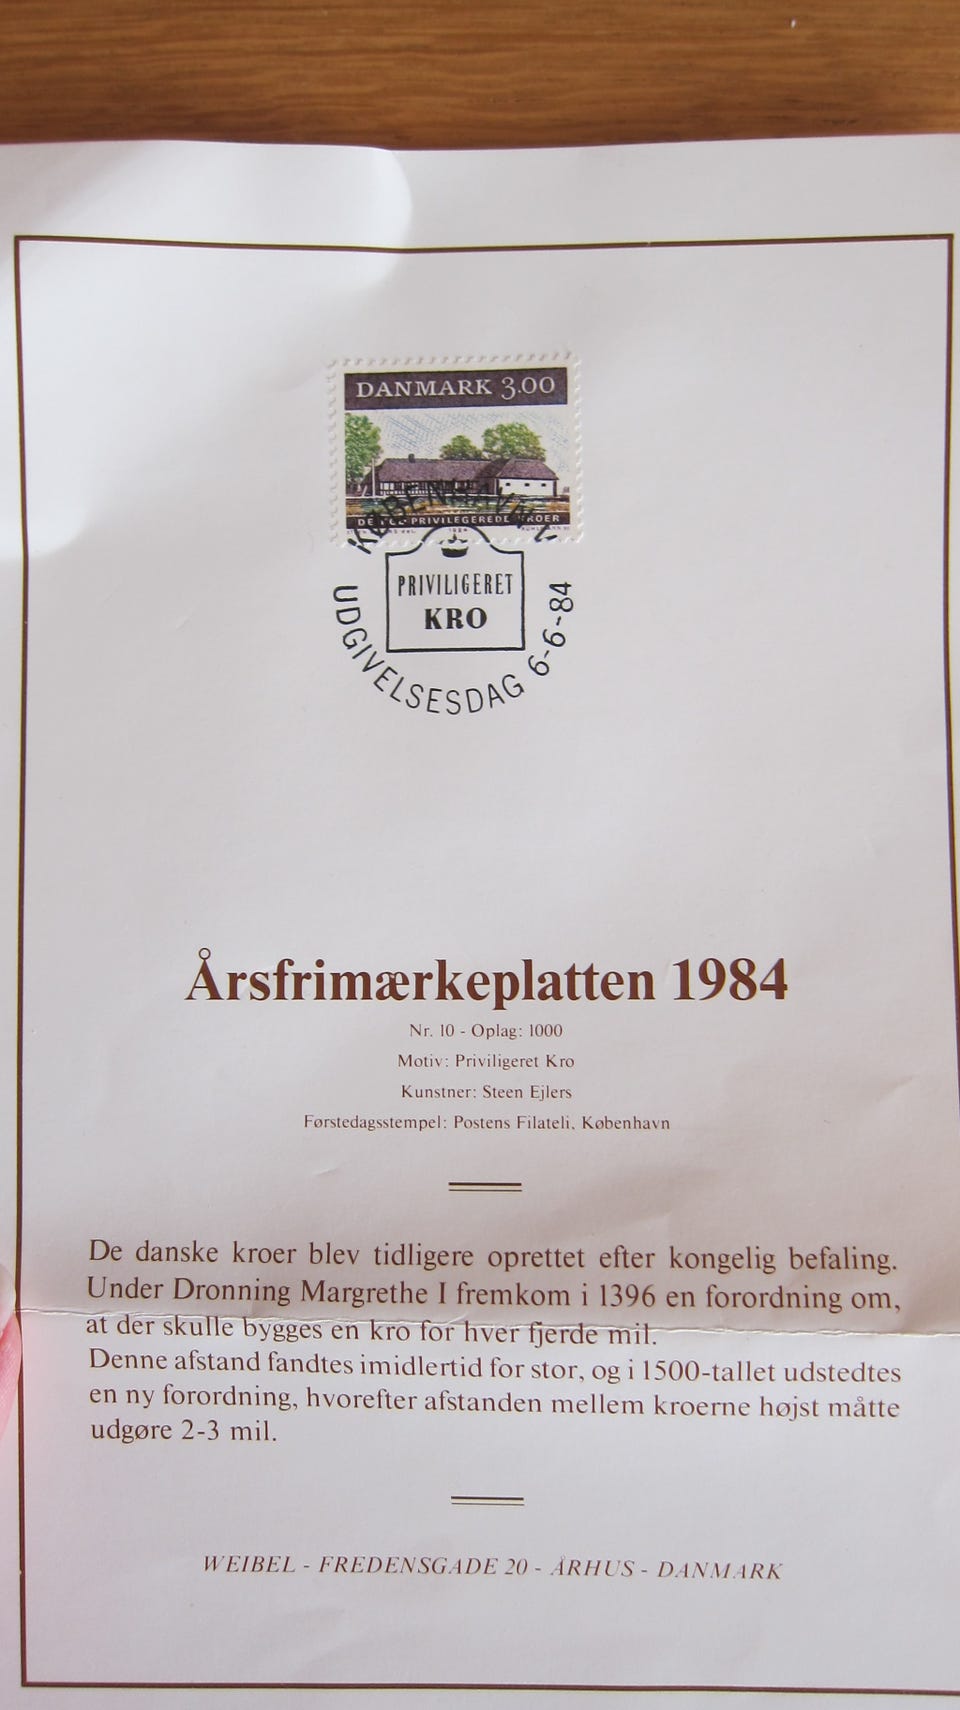 DANMARK 3.00
PRIVILEGEREDE KROER
KØBENHAVN V
PRIVILIGERET
KRO
UDGIVELSESDAG 6-6-84
Årsfrimærkeplatten 1984
Nr. 10 - Oplag: 1000
Motiv: Priviligeret Kro
Kunstner: Steen Ejlers
Førstedagsstempel: Postens Filateli, København
De danske kroer blev tidligere oprettet efter kongelig befaling.
Under Dronning Margrethe I fremkom i 1396 en forordning om,
at der skulle bygges en kro for hver fjerde mil.
Denne afstand fandtes imidlertid for stor, og i 1500-tallet udstedtes
en ny forordning, hvorefter afstanden mellem kroerne højst måtte
udgøre 2-3 mil.
WEIBEL - FREDENSGADE 20 - ÅRHUS - DANMARK